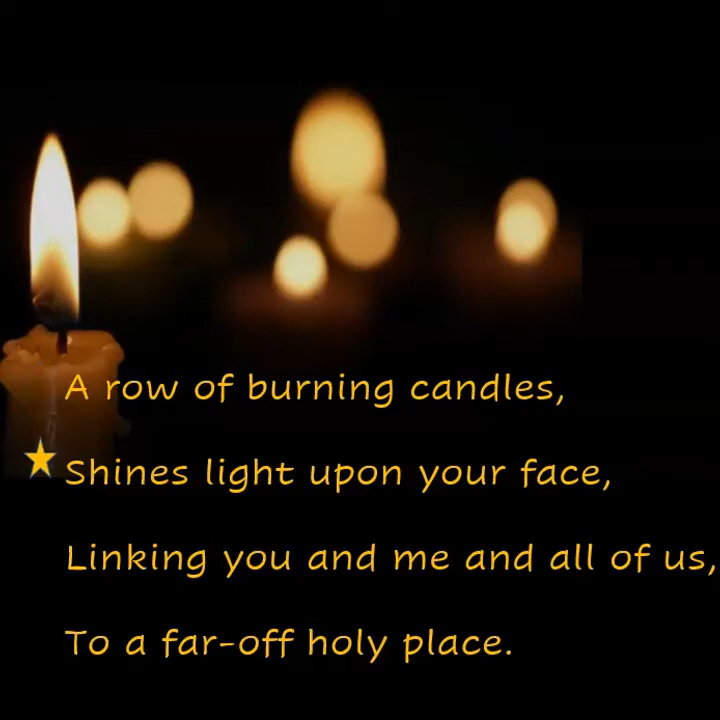 A row of burning candles,
Shines light upon your face,
Linking you and me and all of us,
To a far-off holy place.